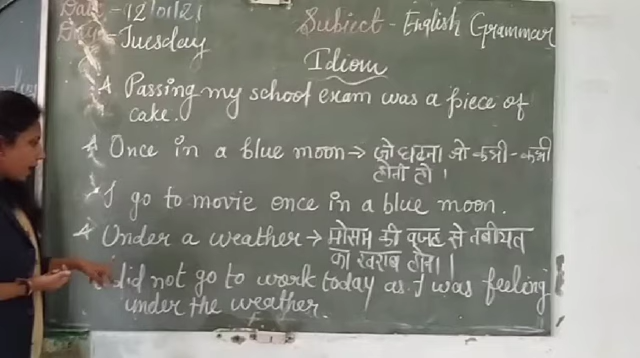 Date - 12/01/21 Subject - English Grammar
Day - Tuesday
Idiom
Passing my school exam was a piece of
cake.
Once in a blue moon → जो घटना जो कभी-कभी
होती हो ।
I go to movie once in a blue moon.
Under a weather → मोसम की वजह से तबीयत
का खराब होना।
did not go to work today as I was feeling
under the weather.